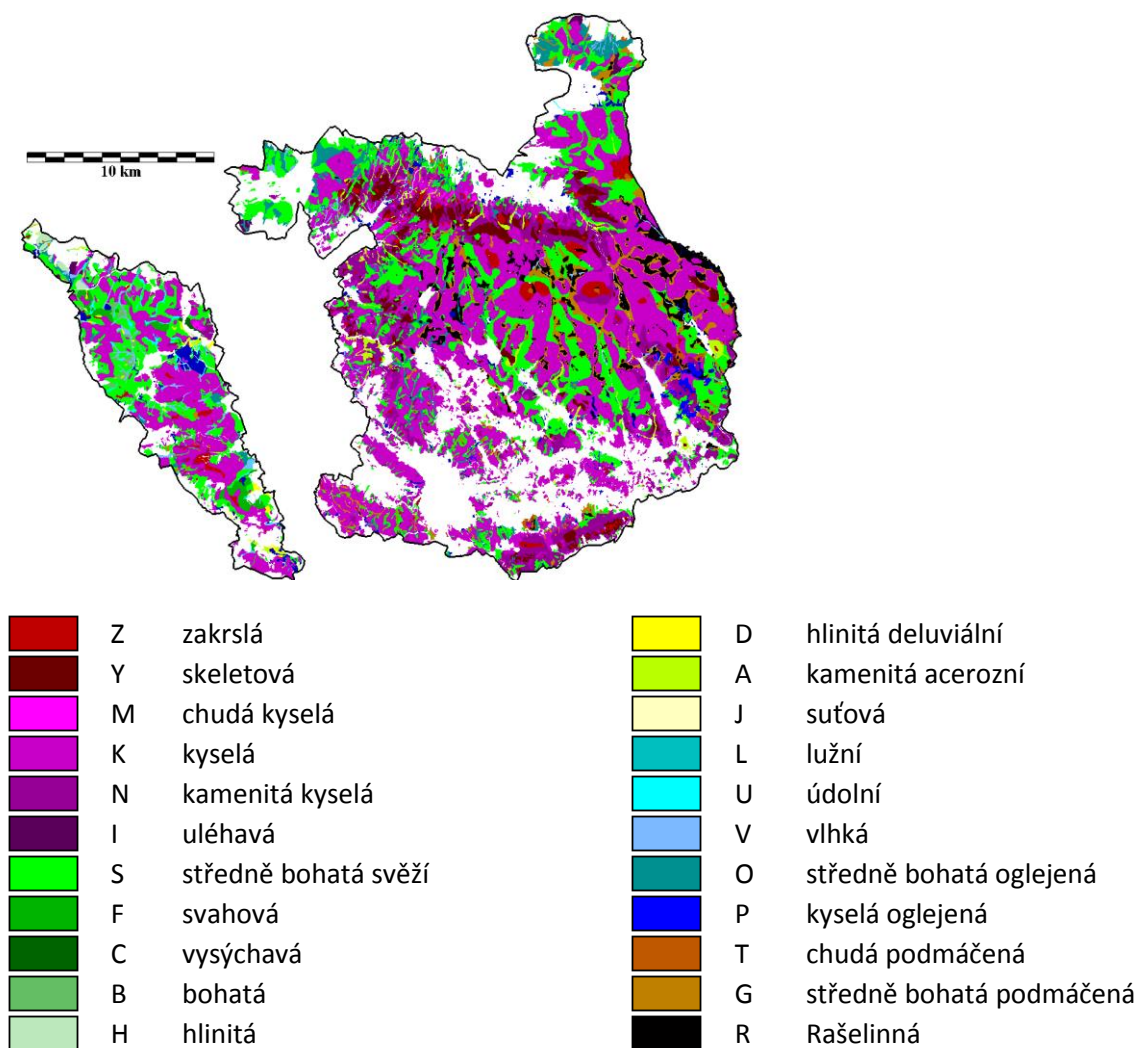 10 km
Z zakrslá
Y skeletová
M chudá kyselá
K kyselá
N kamenitá kyselá
I uléhavá
S středně bohatá svěží
F svahová
C vysýchavá
B bohatá
H hlinitá
D hlinitá deluviální
A kamenitá acerozní
J suťová
L lužní
U údolní
V vlhká
O středně bohatá oglejená
P kyselá oglejená
T chudá podmáčená
G středně bohatá podmáčená
R Rašelinná